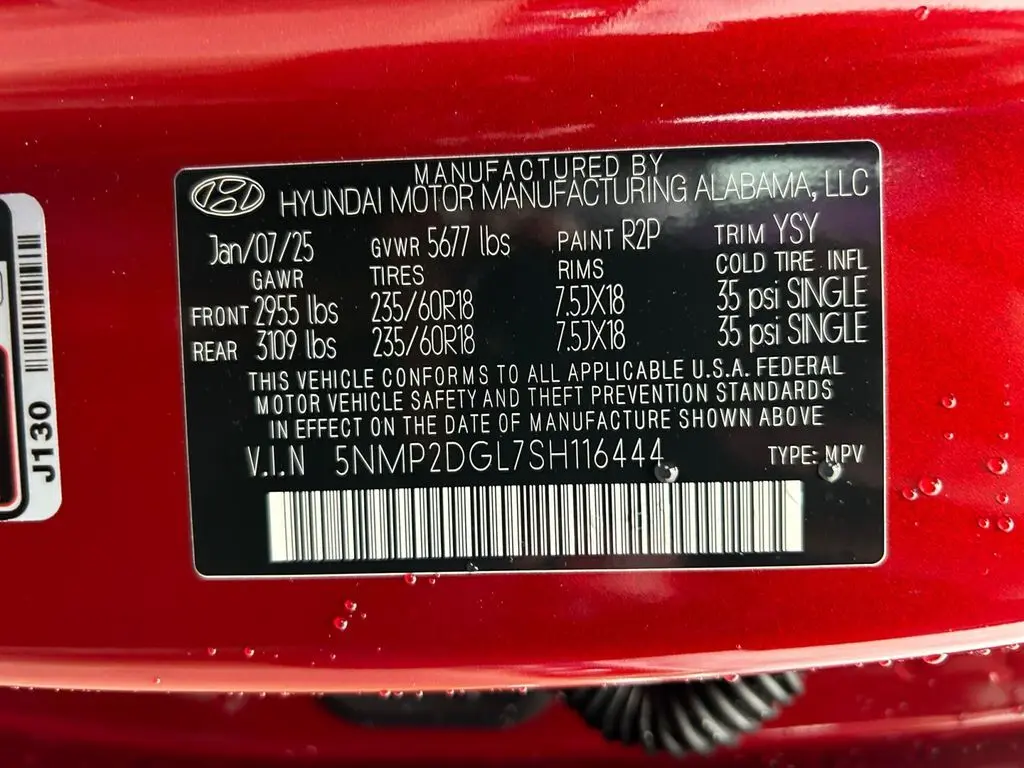 MANUFACTURED BY
HYUNDAI MOTOR MANUFACTURING ALABAMA, LLC
Jan/07/25 GVWR 5677 lbs PAINT R2P TRIM YSY
GAWR TIRES RIMS COLD TIRE INFL
FRONT 2955 lbs 235/60R18 7.5JX18 35 psi SINGLE
REAR 3109 lbs 235/60R18 7.5JX18 35 psi SINGLE
THIS VEHICLE CONFORMS TO ALL APPLICABLE U.S.A. FEDERAL
MOTOR VEHICLE SAFETY AND THEFT PREVENTION STANDARDS
IN EFFECT ON THE DATE OF MANUFACTURE SHOWN ABOVE
V.I.N 5NMP2DGL7SH116444 TYPE: MPV
J130